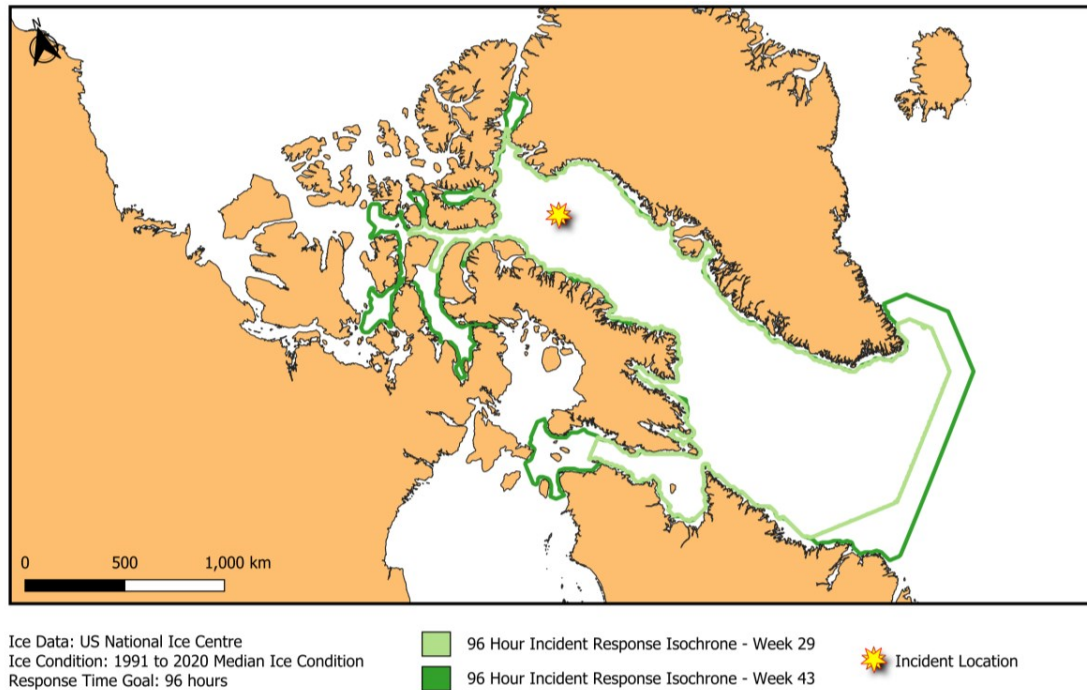 N
0 500 1,000 km
Ice Data: US National Ice Centre
Ice Condition: 1991 to 2020 Median Ice Condition
Response Time Goal: 96 hours
96 Hour Incident Response Isochrone - Week 29
96 Hour Incident Response Isochrone - Week 43
Incident Location